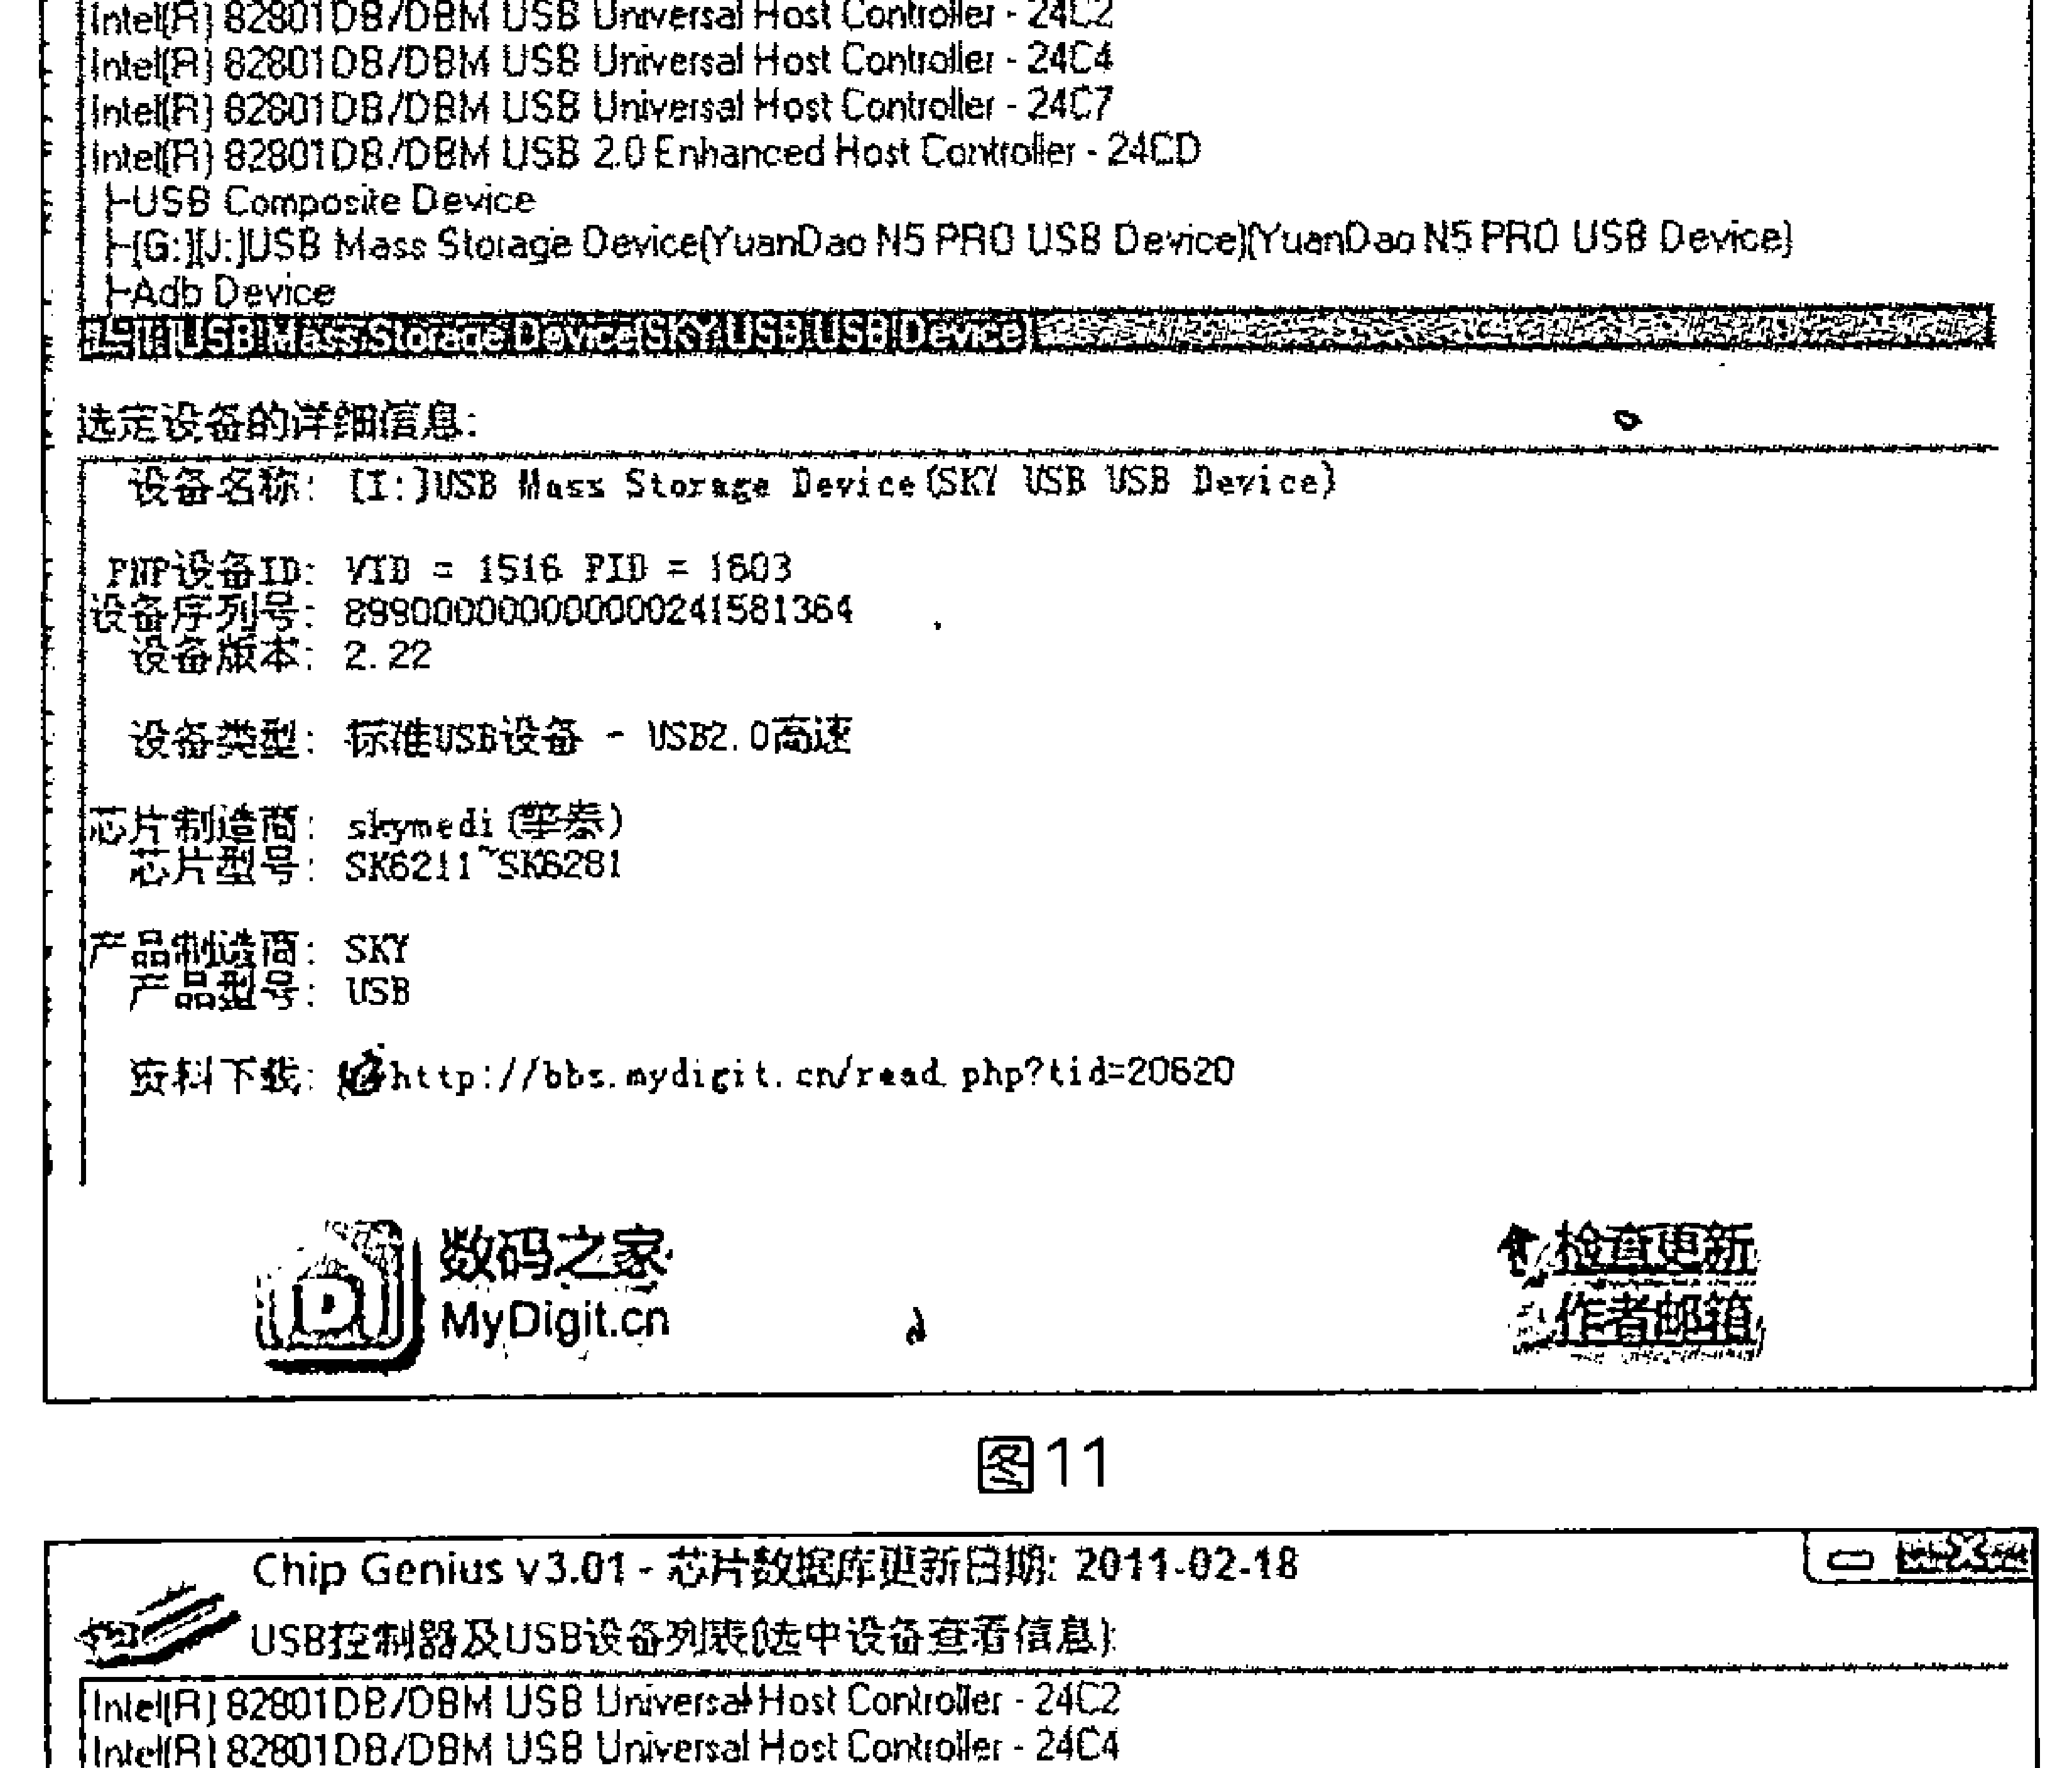 Intel(R) 82801DB/DBM USB Universal Host Controller - 24C2
Intel(R) 82801DB/DBM USB Universal Host Controller - 24C4
Intel(R) 82801DB/DBM USB Universal Host Controller - 24C7
Intel(R) 82801DB/DBM USB 2.0 Enhanced Host Controller - 24CD
├USB Composite Device
├[G:][J:]USB Mass Storage Device(YuanDao N5 PRO USB Device)(YuanDao N5 PRO USB Device)
├Adb Device
USB Mass Storage Device(SKY USB USB Device)
选定设备的详细信息:
设备名称: [I:]USB Mass Storage Device(SKY USB USB Device)
PNP设备ID: VID = 1516 PID = 1603
设备序列号: 8990000000000000241581364
设备版本: 2.22
设备类型: 标准USB设备 - USB2.0高速
芯片制造商: skymedi(擎泰)
芯片型号: SK6211~SK6281
产品制造商: SKY
产品型号: USB
资料下载: http://bbs.mydigit.cn/read.php?tid=20620
数码之家
MyDigit.cn
检查更新
作者邮箱
图11
Chip Genius v3.01 - 芯片数据库更新日期: 2011-02-18
USB控制器及USB设备列表(选中设备查看信息):
Intel(R) 82801DB/DBM USB Universal Host Controller - 24C2
Intel(R) 82801DB/DBM USB Universal Host Controller - 24C4